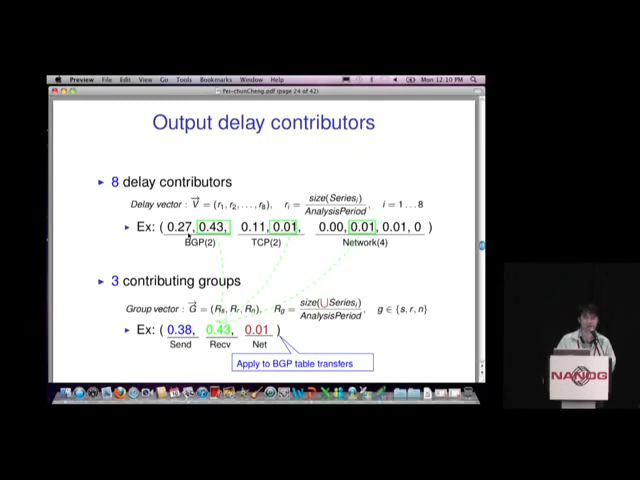 Preview File Edit View Go Tools Bookmarks Window Help
Mon 12:10 PM
Pei-chunCheng.pdf (page 24 of 42)
Output delay contributors
8 delay contributors
Delay vector : V = (r1, r2, . . . , r8), ri = size(Seriesi) / AnalysisPeriod, i = 1 . . . 8
Ex: ( 0.27, 0.43, 0.11, 0.01, 0.00, 0.01, 0.01, 0 )
BGP(2) TCP(2) Network(4)
3 contributing groups
Group vector : G = (Rs, Rr, Rn), Rg = size(⋃Seriesi) / AnalysisPeriod, g ∈ {s, r, n}
Ex: ( 0.38, 0.43, 0.01 )
Send Recv Net
Apply to BGP table transfers
NANOG